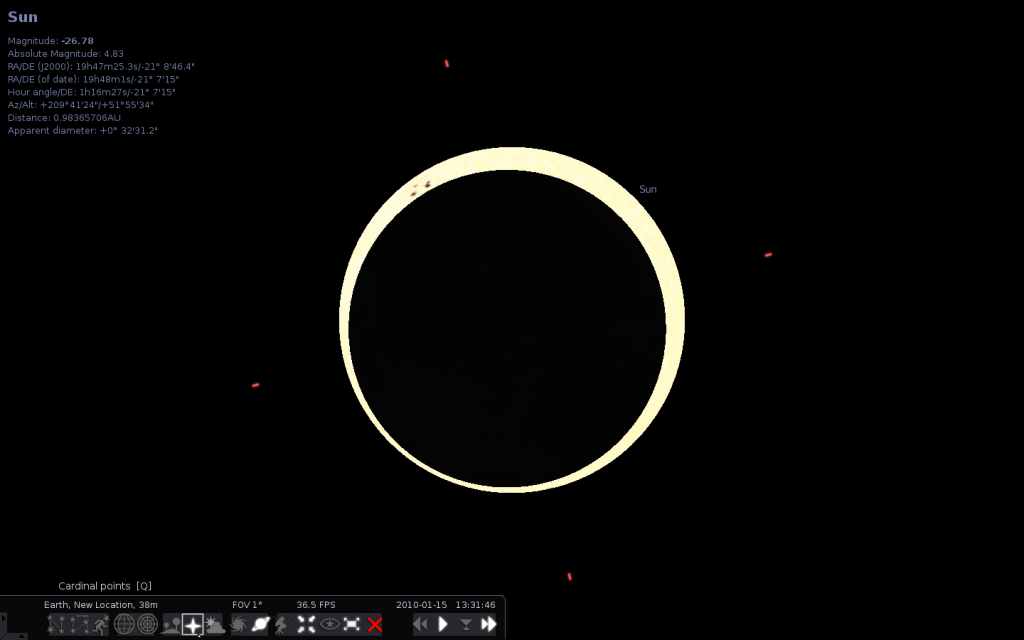 Sun
Magnitude: -26.78
Absolute Magnitude: 4.83
RA/DE (J2000): 19h47m25.3s/-21° 8'46.4"
RA/DE (of date): 19h48m1s/-21° 7'15"
Hour angle/DE: 1h16m27s/-21° 7'15"
Az/Alt: +209°41'24"/+51°55'34"
Distance: 0.98365706AU
Apparent diameter: +0° 32'31.2"
Sun
Cardinal points [Q]
Earth, New Location, 38m FOV 1° 36.5 FPS 2010-01-15 13:31:46